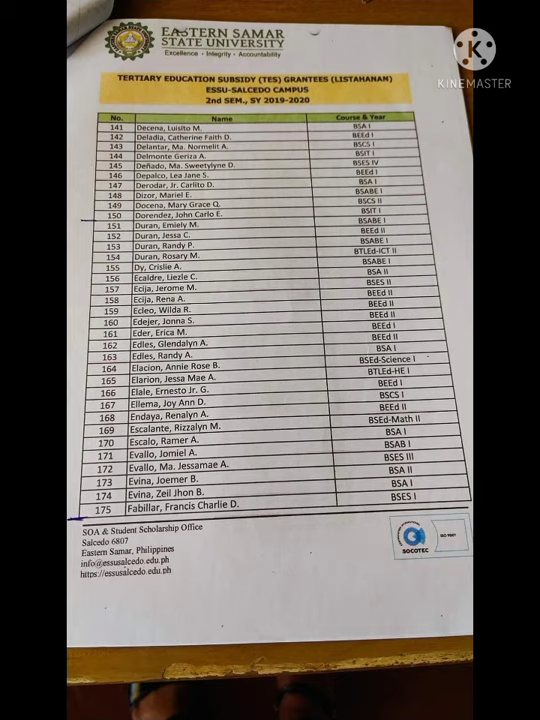 EASTERN SAMAR
STATE UNIVERSITY
Excellence • Integrity • Accountability
KINEMASTER
TERTIARY EDUCATION SUBSIDY (TES) GRANTEES (LISTAHANAN)
ESSU-SALCEDO CAMPUS
2nd SEM., SY 2019-2020
No. Name Course & Year
141 Decena, Luisito M. BSA I
142 Deladia, Catherine Faith D. BEEd I
143 Delantar, Ma. Normelit A. BSCS I
144 Delmonte Geriza A. BSIT I
145 Deñado, Ma. Sweetylyne D. BSES IV
146 Depalco, Lea Jane S. BEEd I
147 Derodar, Jr. Carlito D. BSA I
148 Dizor, Mariel E. BSABE I
149 Docena, Mary Grace Q. BSCS II
150 Dorendez, John Carlo E. BSIT I
151 Duran, Emiely M. BSABE I
152 Duran, Jessa C. BEEd II
153 Duran, Randy P. BSABE I
154 Duran, Rosary M. BTLEd-ICT II
155 Dy, Crislie A. BSABE I
156 Ecaldre, Liezle C. BSA II
157 Ecija, Jerome M. BSES II
158 Ecija, Rena A. BEEd II
159 Ecleo, Wilda R. BEEd II
160 Edejer, Jonna S. BEEd II
161 Eder, Erica M. BEEd I
162 Edles, Glendalyn A. BEEd II
163 Edles, Randy A. BSA I
164 Elacion, Annie Rose B. BSEd-Science I
165 Elarion, Jessa Mae A. BTLEd-HE I
166 Elale, Ernesto Jr. G. BEEd I
167 Ellema, Joy Ann D. BSCS I
168 Endaya, Renalyn A. BEEd II
169 Escalante, Rizzalyn M. BSEd-Math II
170 Escalo, Ramer A. BSA I
171 Evallo, Jomiel A. BSAB I
172 Evallo, Ma. Jessamae A. BSES III
173 Evina, Joemer B. BSA II
174 Evina, Zeil Jhon B. BSA I
175 Fabillar, Francis Charlie D. BSES I
SOA & Student Scholarship Office
Salcedo 6807
Eastern Samar, Philippines
info@essusalcedo.edu.ph
https://essusalcedo.edu.ph
SOCOTEC
ISO 9001